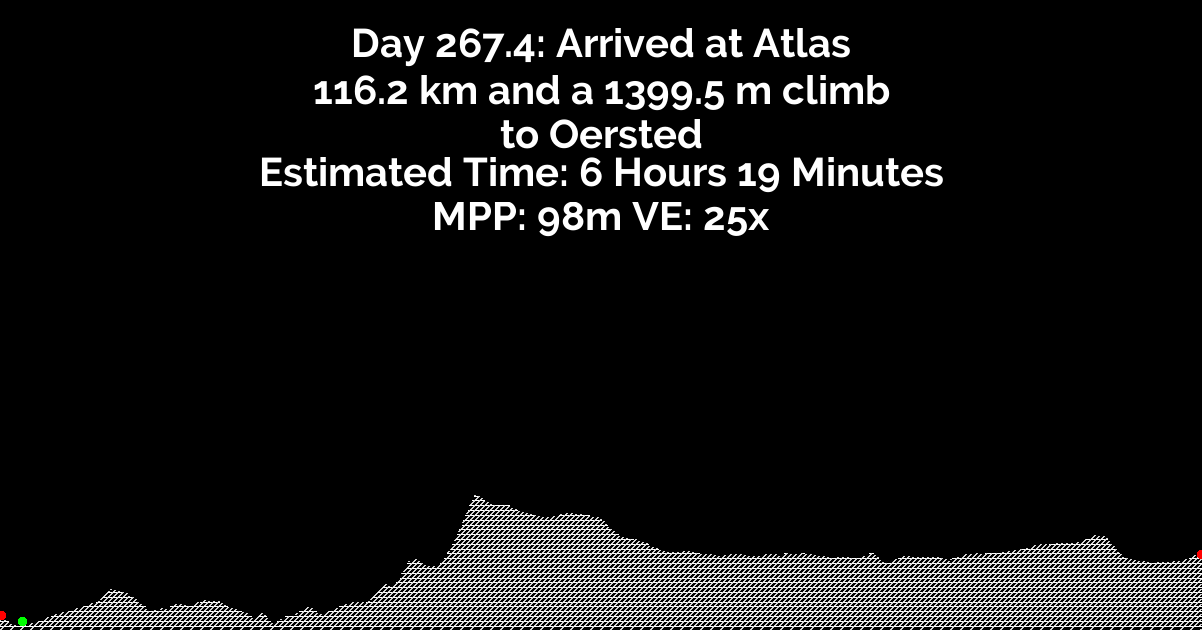 Day 267.4: Arrived at Atlas
116.2 km and a 1399.5 m climb
to Oersted
Estimated Time: 6 Hours 19 Minutes
MPP: 98m VE: 25x